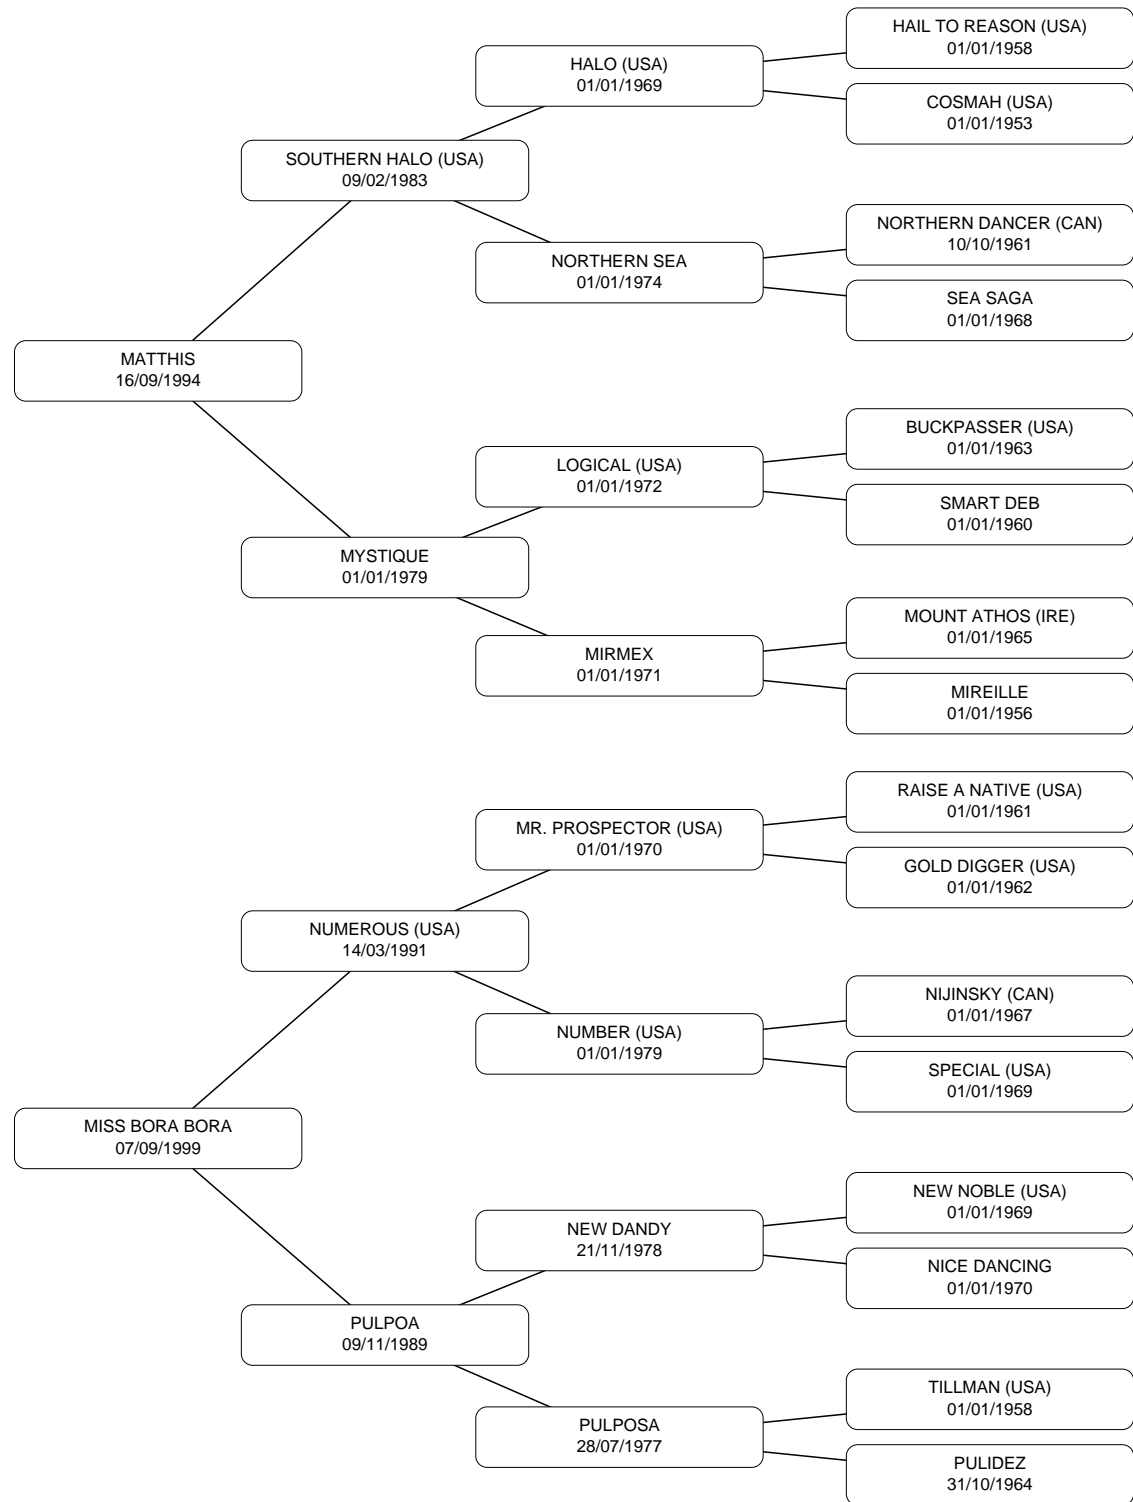 HAIL TO REASON (USA)
01/01/1958
HALO (USA)
01/01/1969
COSMAH (USA)
01/01/1953
SOUTHERN HALO (USA)
09/02/1983
NORTHERN DANCER (CAN)
10/10/1961
NORTHERN SEA
01/01/1974
SEA SAGA
01/01/1968
MATTHIS
16/09/1994
BUCKPASSER (USA)
01/01/1963
LOGICAL (USA)
01/01/1972
SMART DEB
01/01/1960
MYSTIQUE
01/01/1979
MOUNT ATHOS (IRE)
01/01/1965
MIRMEX
01/01/1971
MIREILLE
01/01/1956
RAISE A NATIVE (USA)
01/01/1961
MR. PROSPECTOR (USA)
01/01/1970
GOLD DIGGER (USA)
01/01/1962
NUMEROUS (USA)
14/03/1991
NIJINSKY (CAN)
01/01/1967
NUMBER (USA)
01/01/1979
SPECIAL (USA)
01/01/1969
MISS BORA BORA
07/09/1999
NEW NOBLE (USA)
01/01/1969
NEW DANDY
21/11/1978
NICE DANCING
01/01/1970
PULPOA
09/11/1989
TILLMAN (USA)
01/01/1958
PULPOSA
28/07/1977
PULIDEZ
31/10/1964